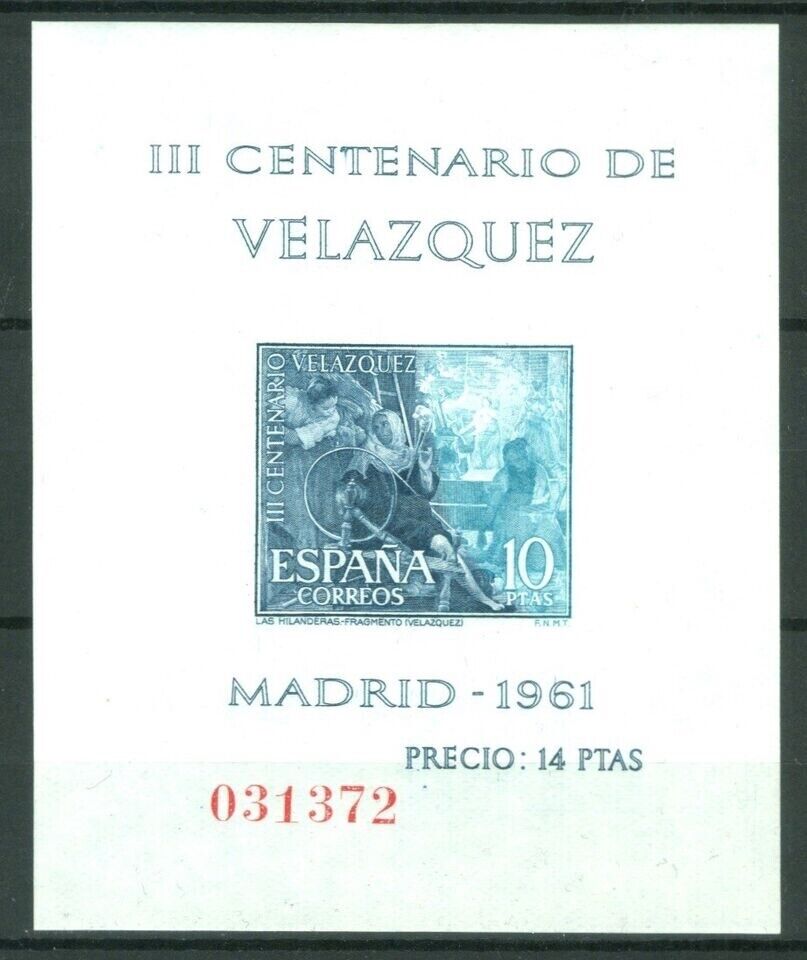 III CENTENARIO DE
VELAZQUEZ
III CENTENARIO VELAZQUEZ
ESPAÑA
CORREOS
10
PTAS
LAS HILANDERAS-FRAGMENTO (VELAZQUEZ) F.N.M.T.
MADRID - 1961
PRECIO: 14 PTAS
031372